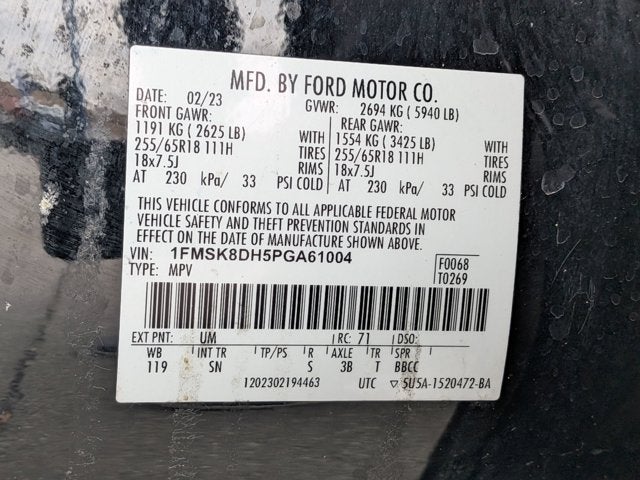 MFD. BY FORD MOTOR CO.
DATE: 02/23 GVWR: 2694 KG ( 5940 LB)
FRONT GAWR: REAR GAWR:
1191 KG ( 2625 LB) WITH 1554 KG ( 3425 LB) WITH
255/65R18 111H TIRES 255/65R18 111H TIRES
18x7.5J RIMS 18x7.5J RIMS
AT 230 kPa/ 33 PSI COLD AT 230 kPa/ 33 PSI COLD
THIS VEHICLE CONFORMS TO ALL APPLICABLE FEDERAL MOTOR
VEHICLE SAFETY AND THEFT PREVENTION STANDARDS IN
EFFECT ON THE DATE OF MANUFACTURE SHOWN ABOVE.
VIN: 1FMSK8DH5PGA61004 F0068
TYPE: MPV T0269
EXT PNT: UM RC: 71 DSO:
WB INT TR TP/PS R AXLE TR SPR
119 SN S 3B T BBCC
1202302194463 UTC ▽ 5U5A-1520472-BA